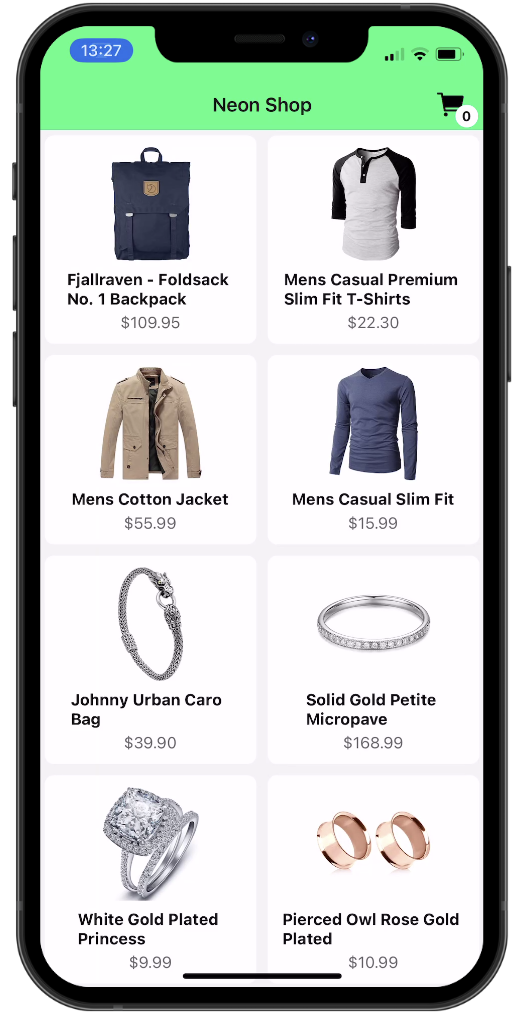 13:27
Neon Shop
0
Fjallraven - Foldsack
No. 1 Backpack
$109.95
Mens Casual Premium
Slim Fit T-Shirts
$22.30
Mens Cotton Jacket
$55.99
Mens Casual Slim Fit
$15.99
Johnny Urban Caro
Bag
$39.90
Solid Gold Petite
Micropave
$168.99
White Gold Plated
Princess
$9.99
Pierced Owl Rose Gold
Plated
$10.99